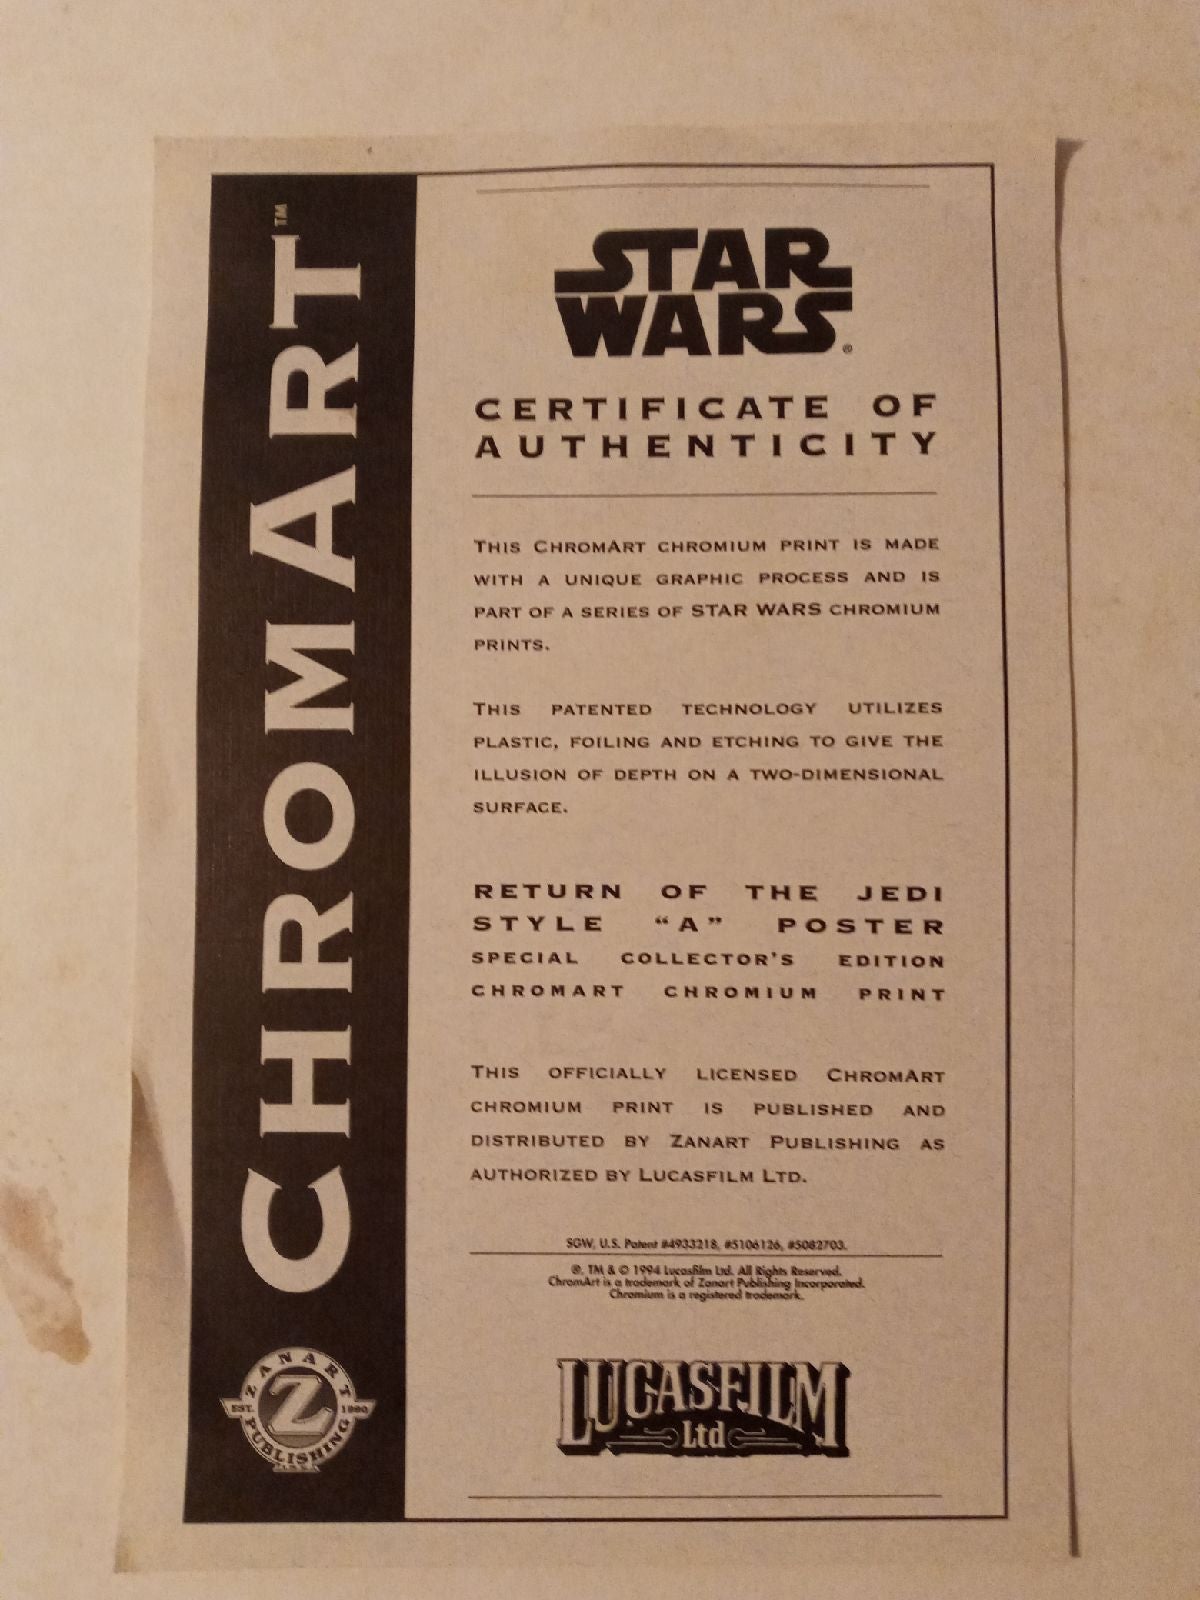 CHROMART™
STAR
WARS®
CERTIFICATE OF
AUTHENTICITY
THIS CHROMART CHROMIUM PRINT IS MADE
WITH A UNIQUE GRAPHIC PROCESS AND IS
PART OF A SERIES OF STAR WARS CHROMIUM
PRINTS.
THIS PATENTED TECHNOLOGY UTILIZES
PLASTIC, FOILING AND ETCHING TO GIVE THE
ILLUSION OF DEPTH ON A TWO-DIMENSIONAL
SURFACE.
RETURN OF THE JEDI
STYLE “A” POSTER
SPECIAL COLLECTOR’S EDITION
CHROMART CHROMIUM PRINT
THIS OFFICIALLY LICENSED CHROMART
CHROMIUM PRINT IS PUBLISHED AND
DISTRIBUTED BY ZANART PUBLISHING AS
AUTHORIZED BY LUCASFILM LTD.
SGW, U.S. Patent #4933218, #5106126, #5082703.
®, TM & © 1994 Lucasfilm Ltd. All Rights Reserved.
ChromArt is a trademark of Zanart Publishing Incorporated.
Chromium is a registered trademark.
ZANART
EST. Z 1990
PUBLISHING
LUCASFILM
Ltd